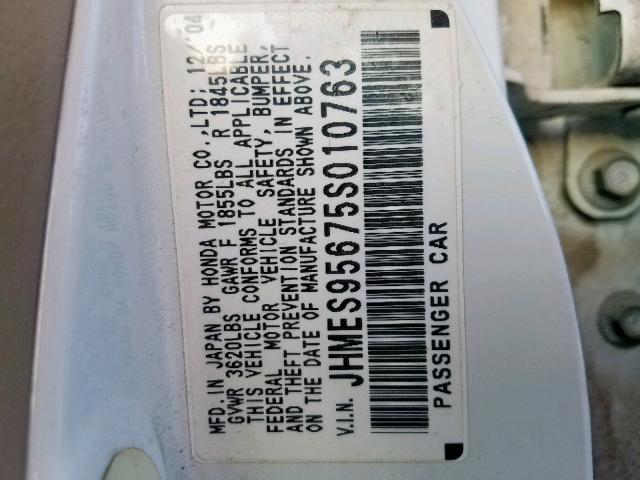 MFD. IN JAPAN BY HONDA MOTOR CO.,LTD; 12/'04
GVWR 3620LBS GAWR F 1855LBS R 1845LBS
THIS VEHICLE CONFORMS TO ALL APPLICABLE
FEDERAL MOTOR VEHICLE SAFETY, BUMPER,
AND THEFT PREVENTION STANDARDS IN EFFECT
ON THE DATE OF MANUFACTURE SHOWN ABOVE.
V.I.N. JHMES95675S010763
PASSENGER CAR